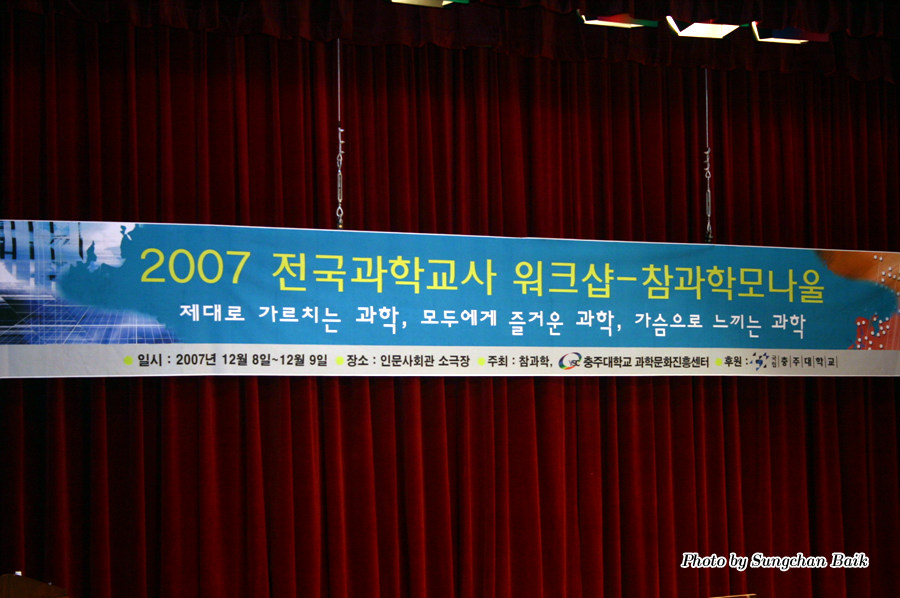 2007 전국과학교사 워크샵-참과학모나울
제대로 가르치는 과학, 모두에게 즐거운 과학, 가슴으로 느끼는 과학
일시 : 2007년 12월 8일~12월 9일 장소 : 인문사회관 소극장 주최 : 참과학, 충주대학교 과학문화진흥센터 후원 : 충주대학교
Photo by Sungchan Baik